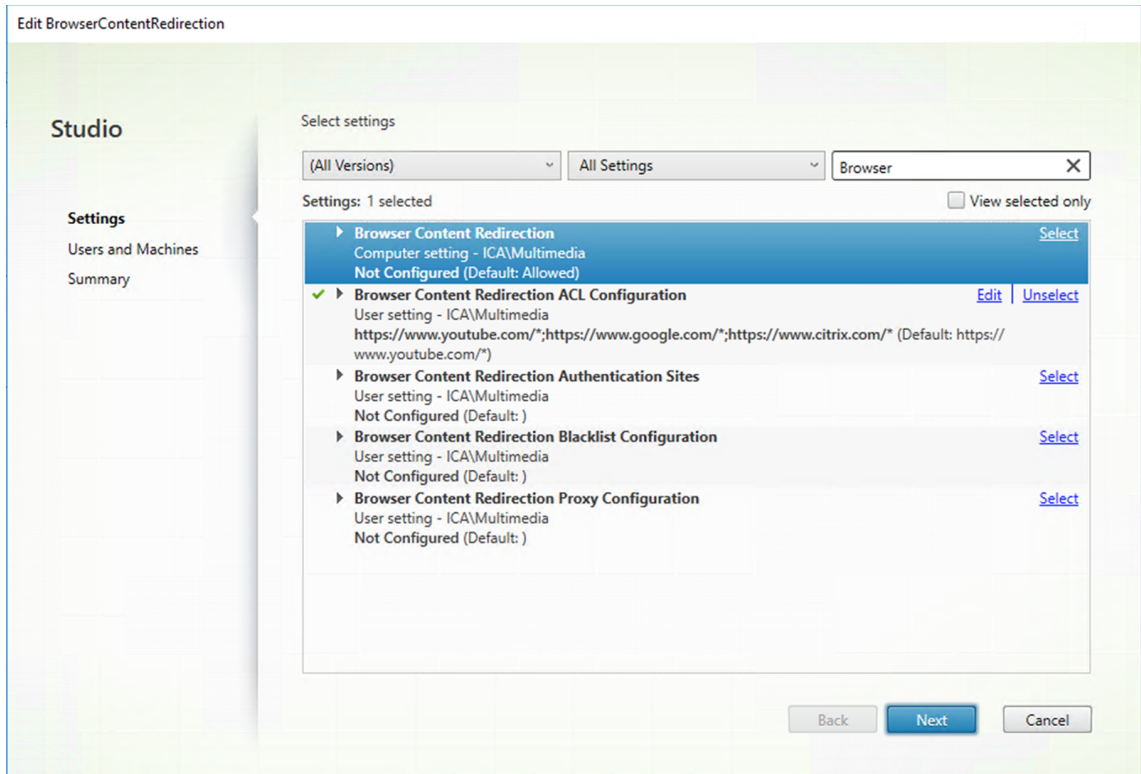 Edit BrowserContentRedirection
Studio
Settings
Users and Machines
Summary
Select settings
(All Versions)
All Settings
Browser
Settings: 1 selected
View selected only
Browser Content Redirection
Select
Computer setting - ICA\Multimedia
Not Configured (Default: Allowed)
Browser Content Redirection ACL Configuration
Edit | Unselect
User setting - ICA\Multimedia
https://www.youtube.com/*;https://www.google.com/*;https://www.citrix.com/* (Default: https://
www.youtube.com/*)
Browser Content Redirection Authentication Sites
Select
User setting - ICA\Multimedia
Not Configured (Default: )
Browser Content Redirection Blacklist Configuration
Select
User setting - ICA\Multimedia
Not Configured (Default: )
Browser Content Redirection Proxy Configuration
Select
User setting - ICA\Multimedia
Not Configured (Default: )
Back
Next
Cancel